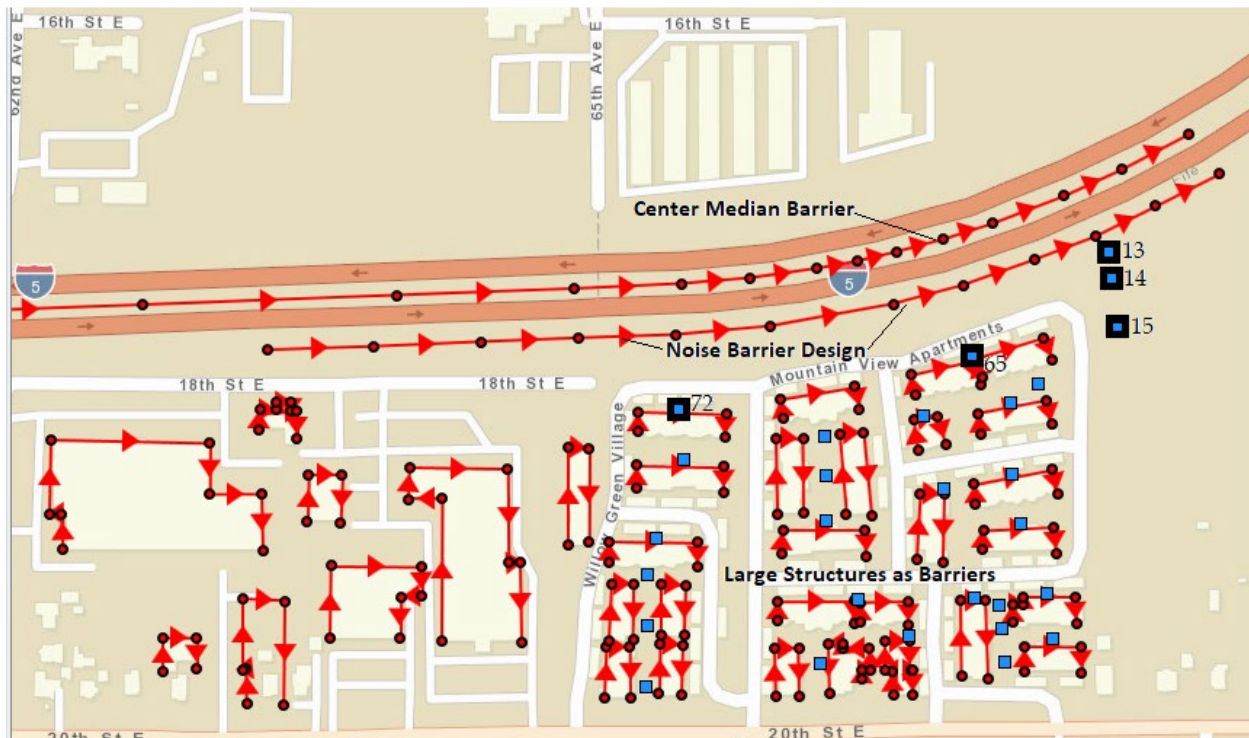 16th St E
16th St E
62nd Ave E
65th Ave E
Center Median Barrier
5
5
13
14
15
Noise Barrier Design
Mountain View Apartments
65
18th St E
18th St E
72
Willow Green Village
Large Structures as Barriers
20th St E
20th St E